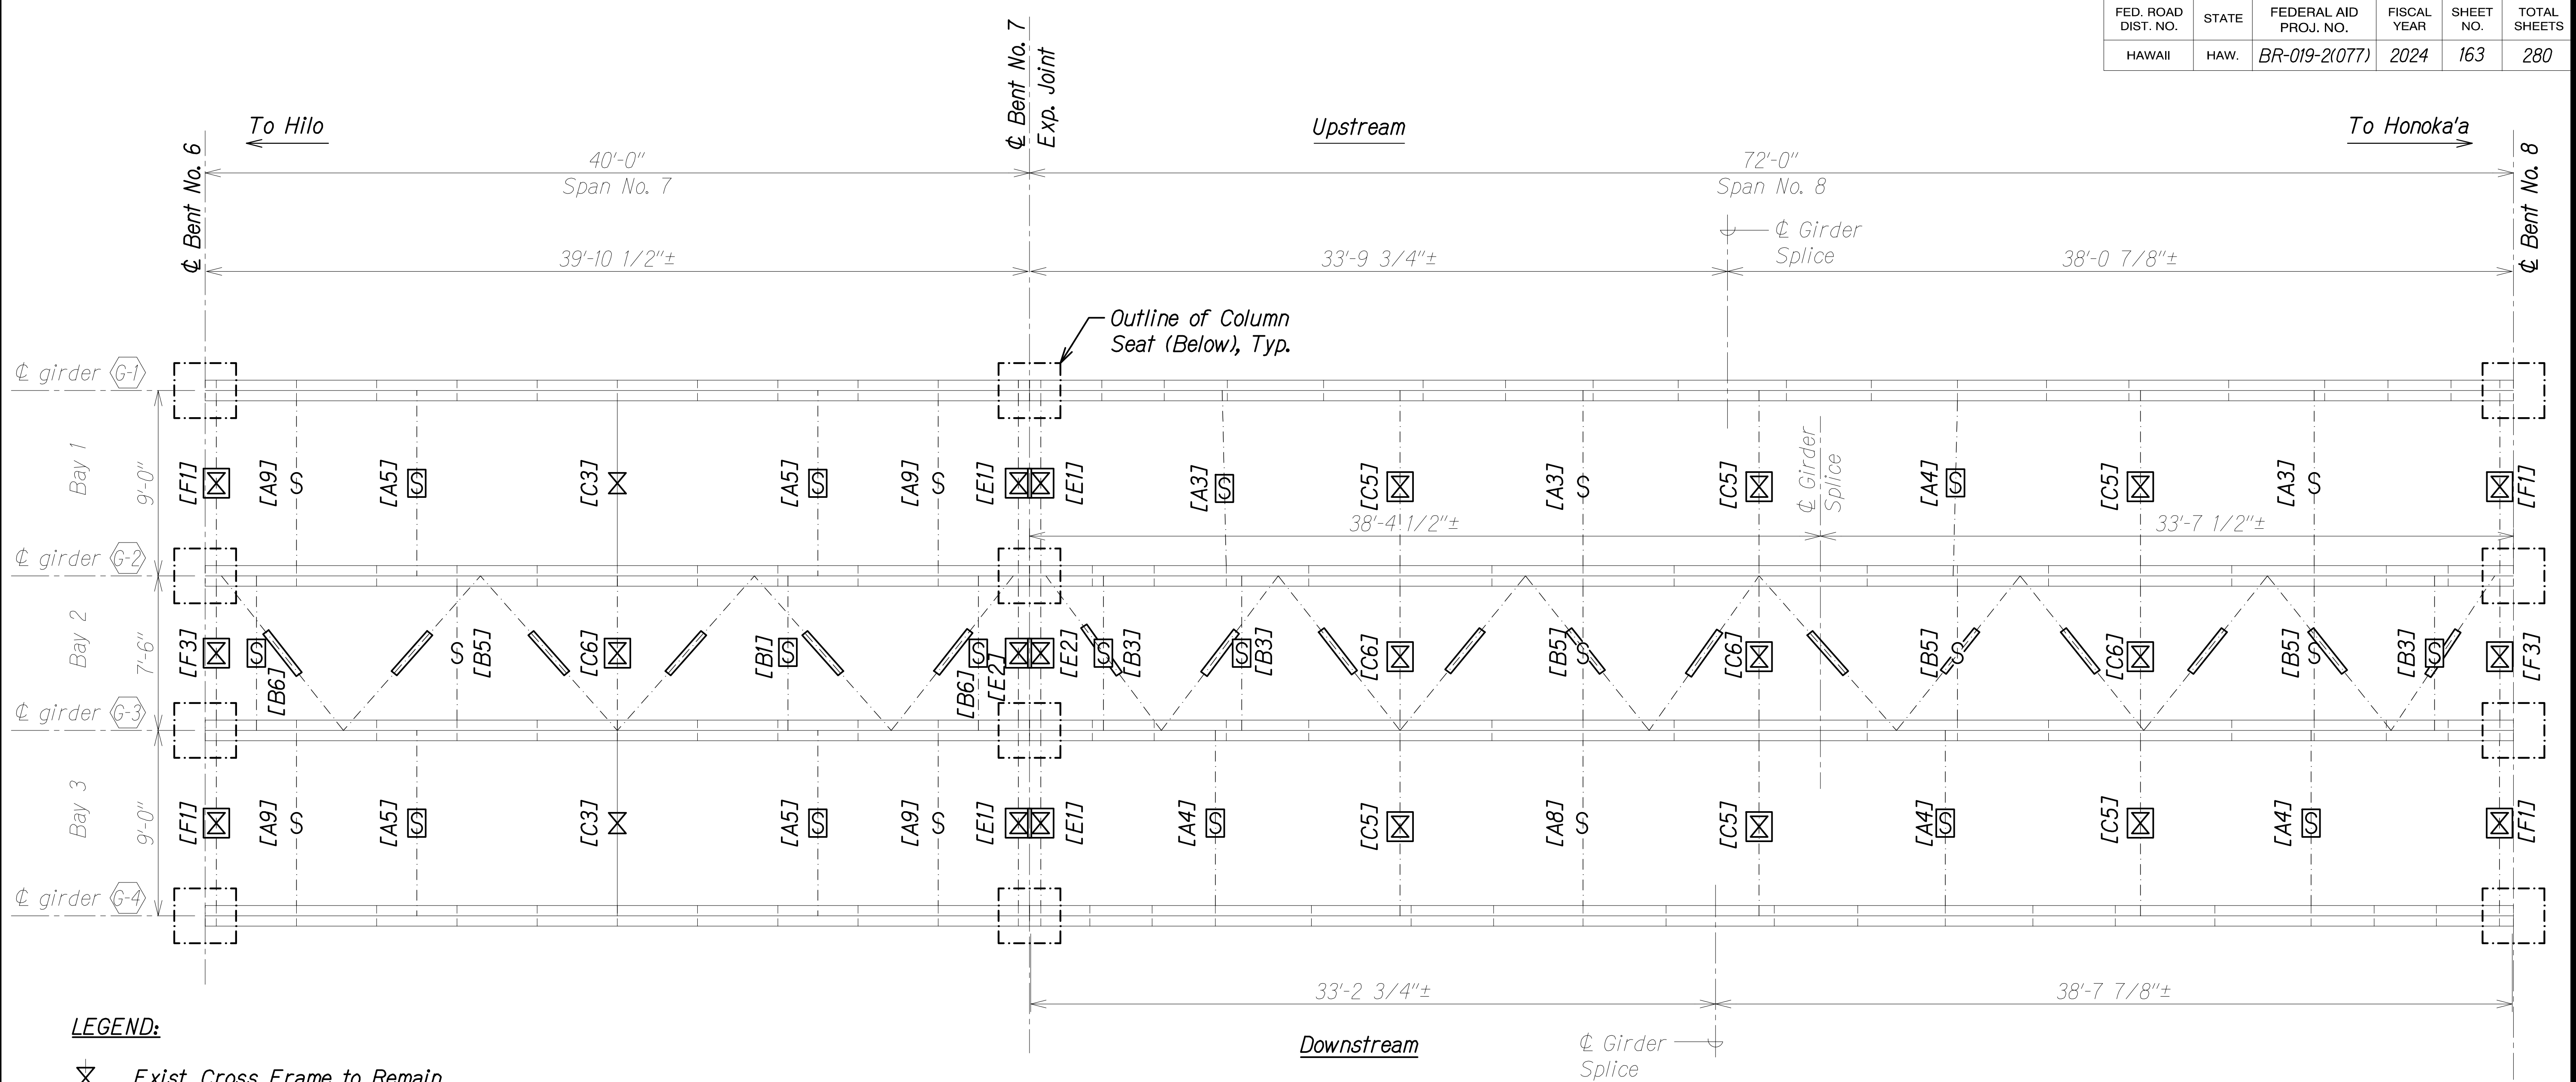 FED. ROAD DIST. NO. STATE FEDERAL AID PROJ. NO. FISCAL YEAR SHEET NO. TOTAL SHEETS
HAWAII HAW. BR-019-2(077) 2024 163 280
℄ Bent No. 6
℄ Bent No. 7
Exp. Joint
℄ Bent No. 8
To Hilo
Upstream
To Honoka'a
40'-0"
Span No. 7
72'-0"
Span No. 8
℄ Girder
Splice
39'-10 1/2"±
33'-9 3/4"±
38'-0 7/8"±
Outline of Column
Seat (Below), Typ.
℄ girder G-1
Bay 1
9'-0"
[F1] [A9] S [A5] S [C3] [A5] S [A9] S [E1] [E1] [A3] S [C5] [A3] S [C5] [A4] S [C5] [A3] S [F1]
℄ Girder
Splice
38'-4 1/2"±
33'-7 1/2"±
℄ girder G-2
Bay 2
7'-6"
[F3] S [B6] S [B5] [C6] [B1] S [B6] S [E2] [E2] S [B3] S [B3] [C6] [B5] S [C6] [B5] S [C6] [B5] S [B3] S [F3]
℄ girder G-3
Bay 3
9'-0"
[F1] [A9] S [A5] S [C3] [A5] S [A9] S [E1] [E1] [A4] S [C5] [A8] S [C5] [A4] S [C5] [A4] S [F1]
℄ girder G-4
33'-2 3/4"±
38'-7 7/8"±
LEGEND:
Downstream
℄ Girder
Splice
Exist Cross Frame to Remain